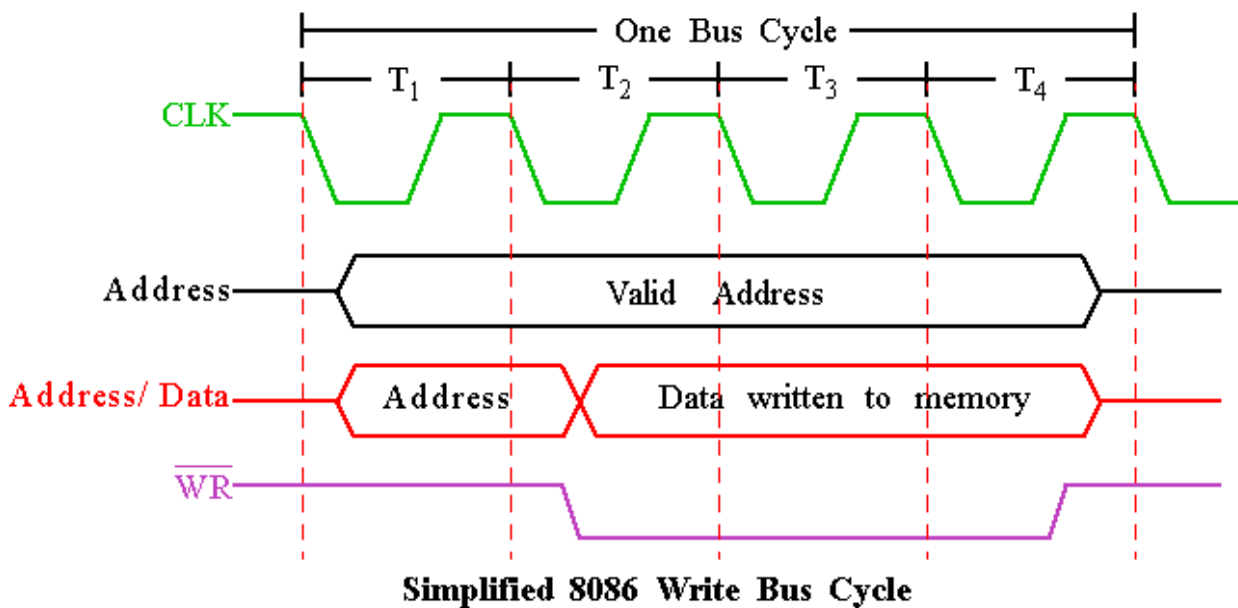 One Bus Cycle
T1 T2 T3 T4
CLK
Address Valid Address
Address/ Data Address Data written to memory
W̅R̅
Simplified 8086 Write Bus Cycle